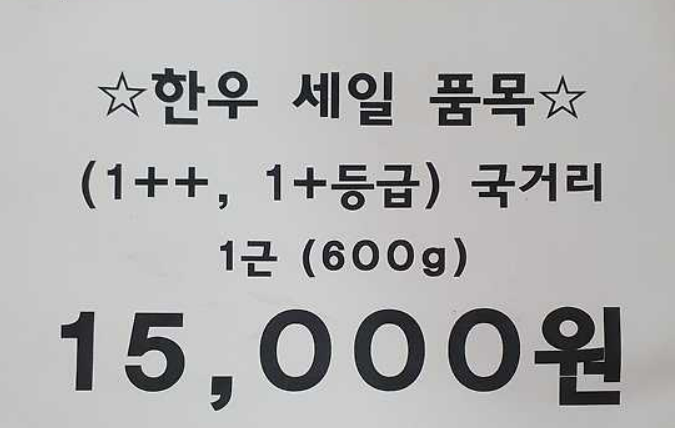 ☆한우 세일 품목☆
(1++, 1+등급) 국거리
1근 (600g)
15,000원